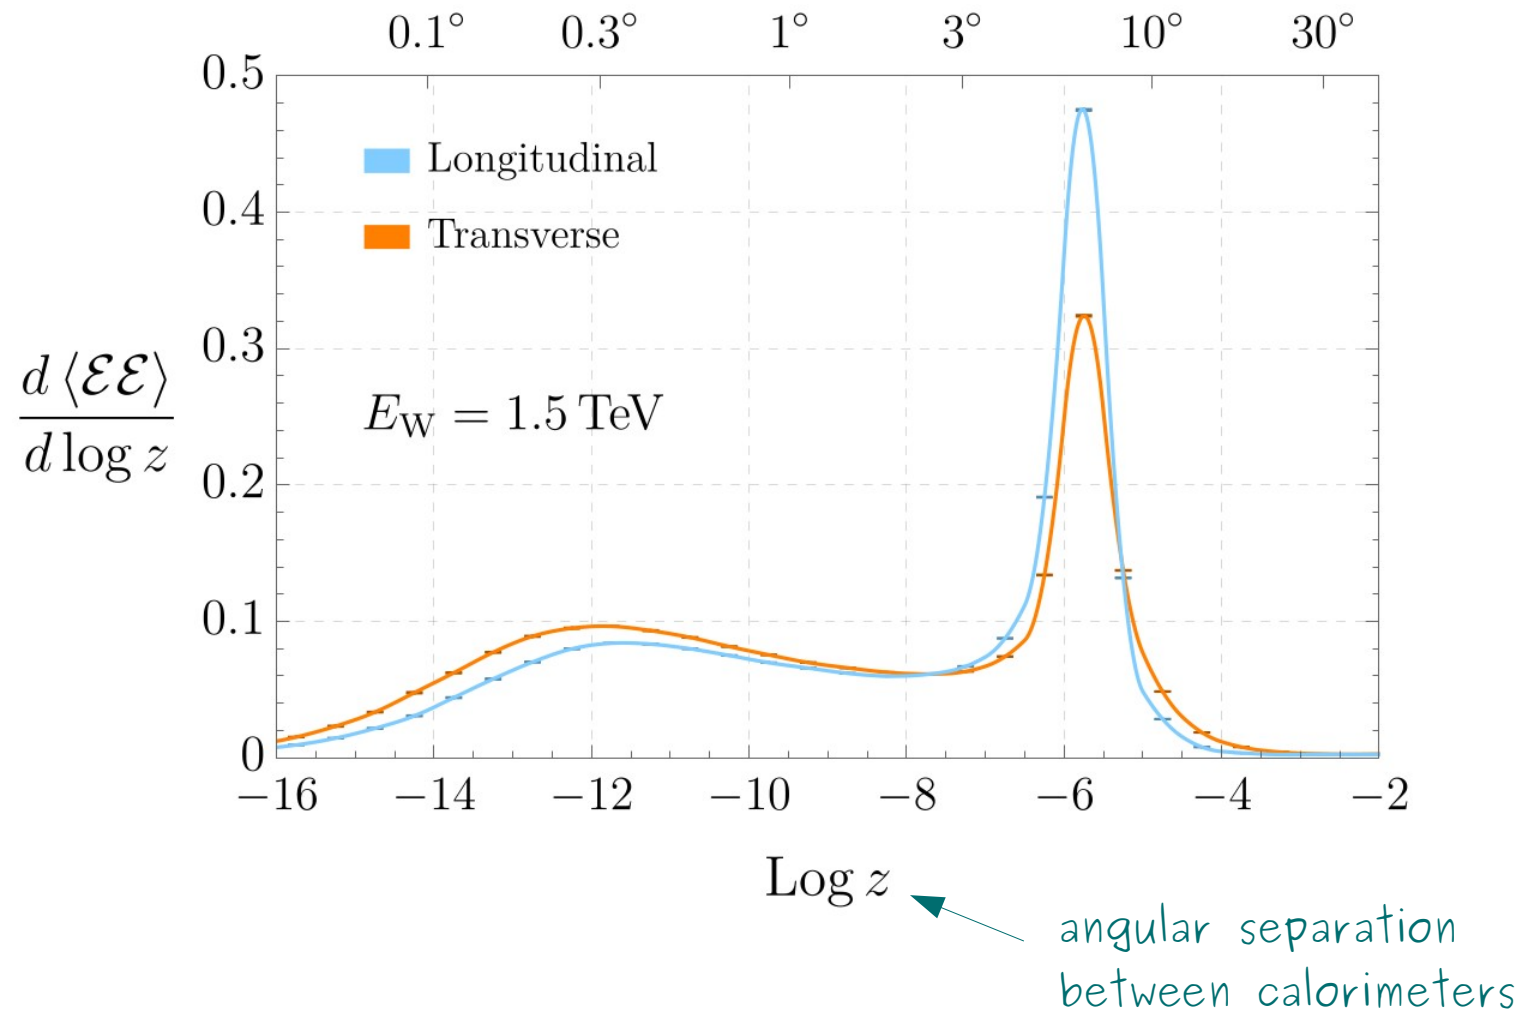 0.1° 0.3° 1° 3° 10° 30°
0.5
Longitudinal
0.4
Transverse
0.3
d ⟨ℰℰ⟩
d log z
E_W = 1.5 TeV
0.2
0.1
0
−16 −14 −12 −10 −8 −6 −4 −2
Log z
angular separation
between calorimeters